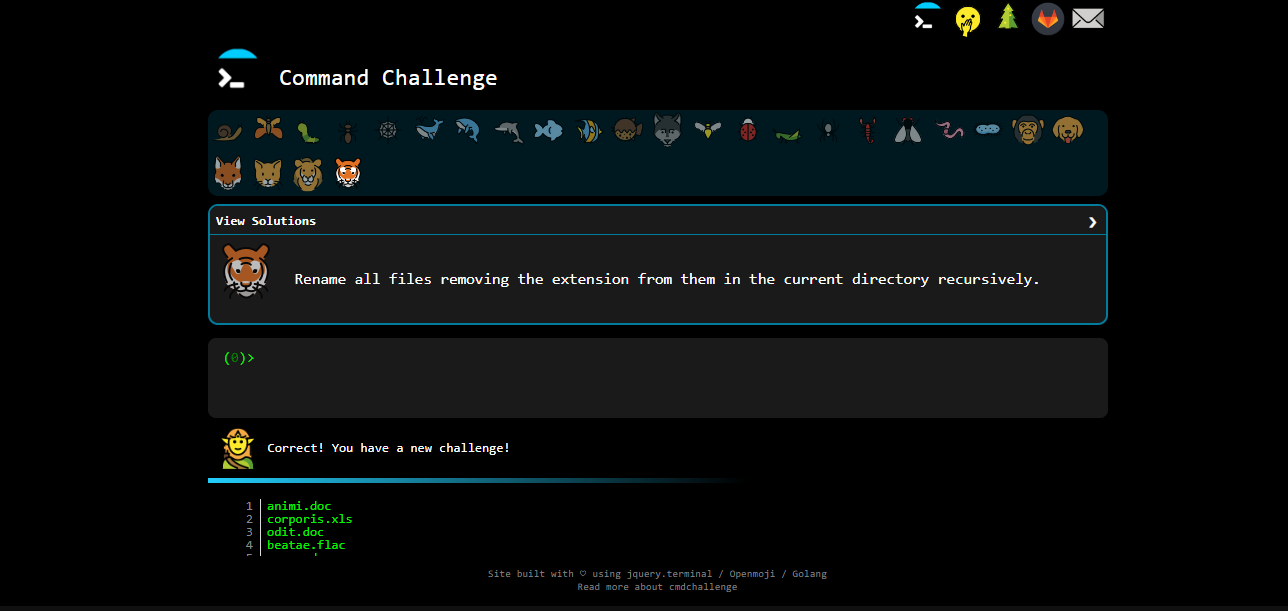 Command Challenge
View Solutions
Rename all files removing the extension from them in the current directory recursively.
(0)>
Correct! You have a new challenge!
1 animi.doc
2 corporis.xls
3 odit.doc
4 beatae.flac
Site built with ♡ using jquery.terminal / Openmoji / Golang
Read more about cmdchallenge